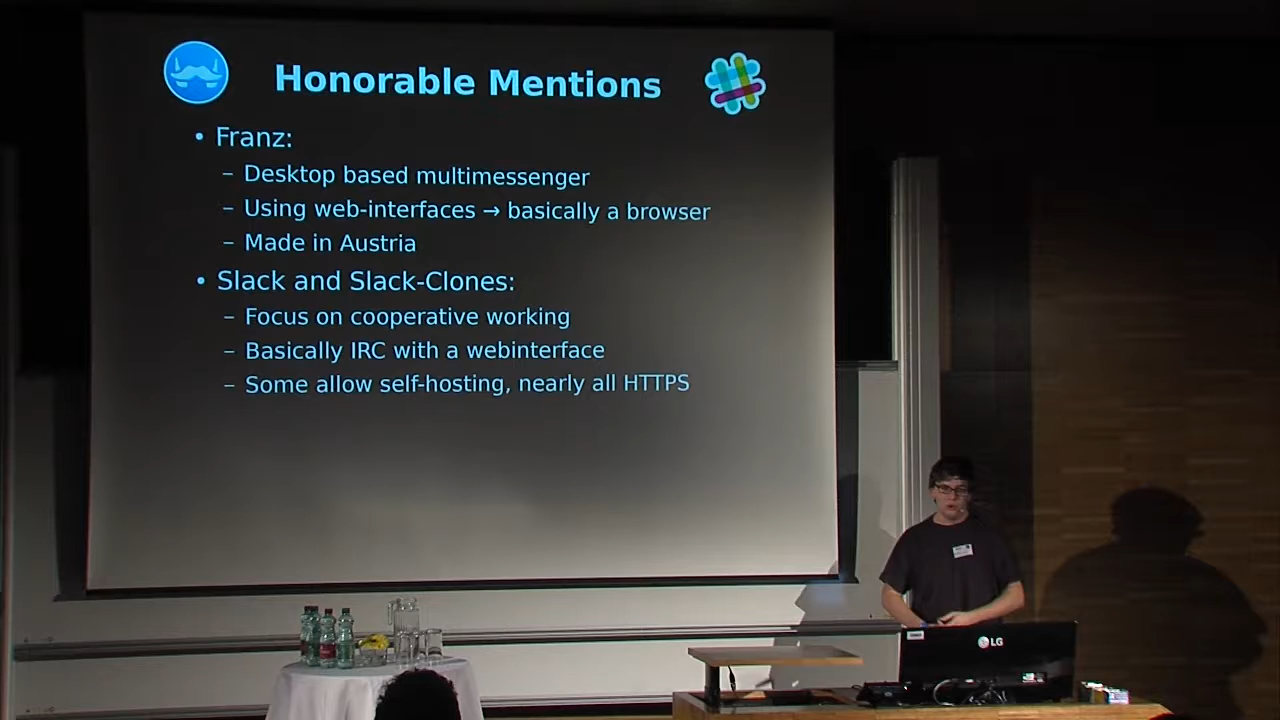 Honorable Mentions
• Franz:
– Desktop based multimessenger
– Using web-interfaces → basically a browser
– Made in Austria
• Slack and Slack-Clones:
– Focus on cooperative working
– Basically IRC with a webinterface
– Some allow self-hosting, nearly all HTTPS
LG